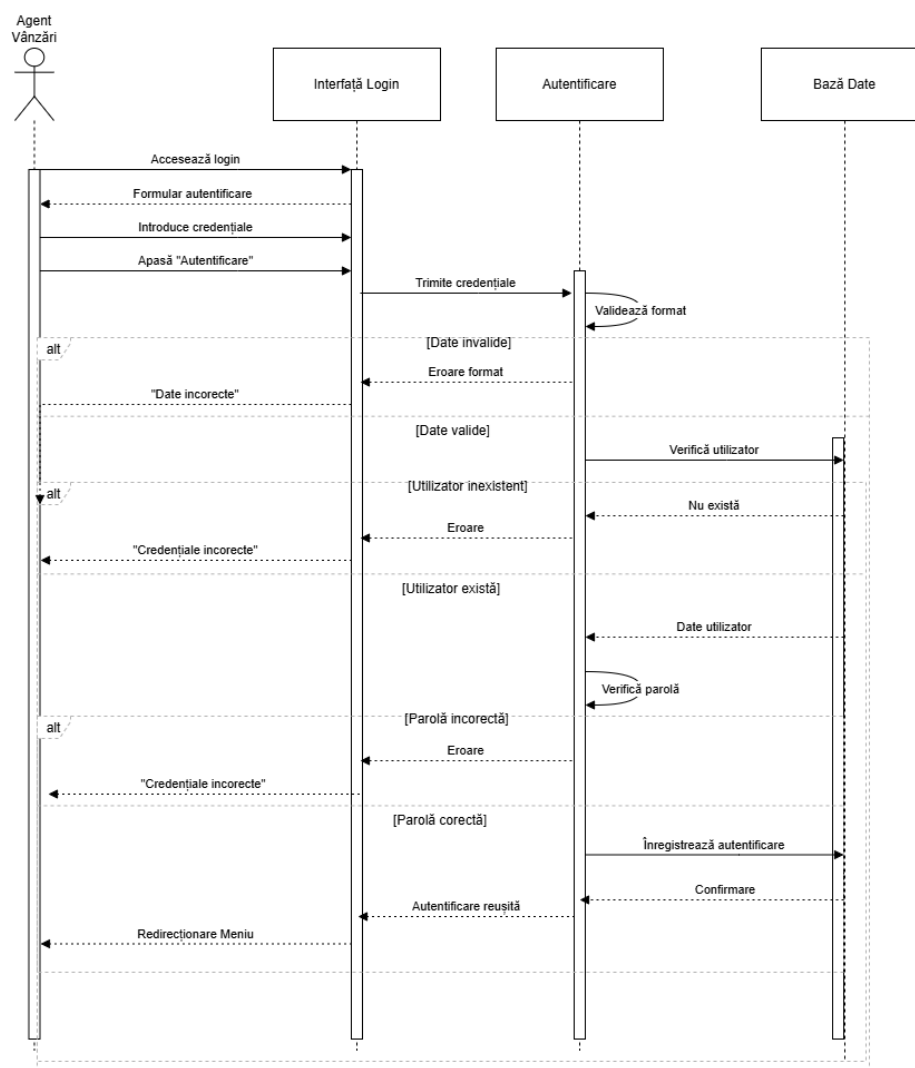 Agent
Vânzări
Interfață Login
Autentificare
Bază Date
Accesează login
Formular autentificare
Introduce credențiale
Apasă "Autentificare"
Trimite credențiale
Validează format
alt
[Date invalide]
Eroare format
"Date incorecte"
[Date valide]
Verifică utilizator
alt
[Utilizator inexistent]
Nu există
Eroare
"Credențiale incorecte"
[Utilizator există]
Date utilizator
Verifică parolă
alt
[Parolă incorectă]
Eroare
"Credențiale incorecte"
[Parolă corectă]
Înregistrează autentificare
Confirmare
Autentificare reușită
Redirecționare Meniu